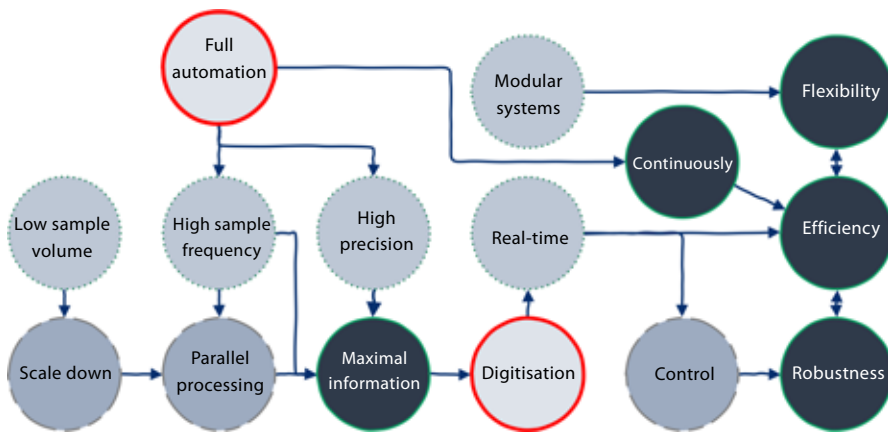 Full
automation
Modular
systems
Flexibility
Continuously
Low sample
volume
High sample
frequency
High
precision
Real-time
Efficiency
Scale down
Parallel
processing
Maximal
information
Digitisation
Control
Robustness